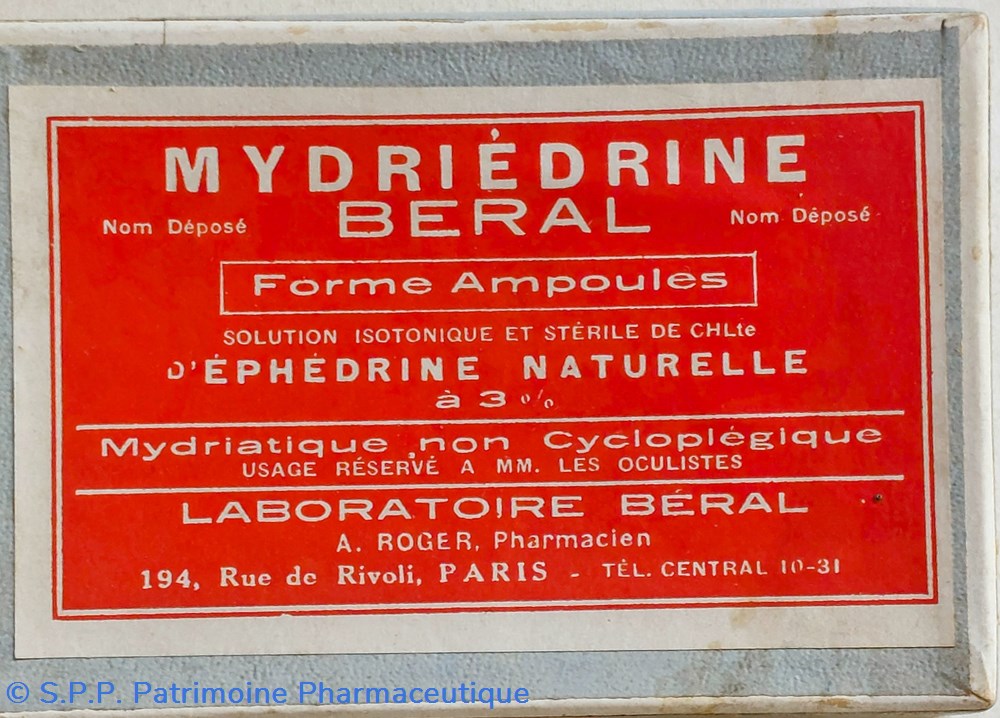 MYDRIÉDRINE
BERAL
Nom Déposé Nom Déposé
Forme Ampoules
SOLUTION ISOTONIQUE ET STÉRILE DE CHLte
D'ÉPHÉDRINE NATURELLE
à 3 %
Mydriatique non Cycloplégique
USAGE RÉSERVÉ A MM. LES OCULISTES
LABORATOIRE BÉRAL
A. ROGER, Pharmacien
194, Rue de Rivoli, PARIS - TÉL. CENTRAL 10-31
© S.P.P. Patrimoine Pharmaceutique